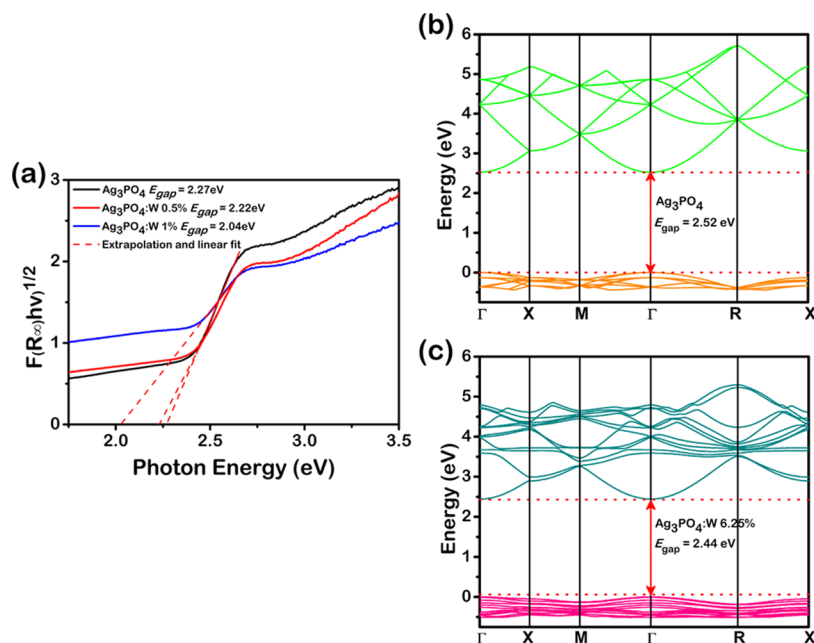 (a)
F(R∞)hν)1/2
3
2
1
0
Ag3PO4 Egap = 2.27eV
Ag3PO4:W 0.5% Egap = 2.22eV
Ag3PO4:W 1% Egap = 2.04eV
Extrapolation and linear fit
2.0 2.5 3.0 3.5
Photon Energy (eV)
(b)
Energy (eV)
6
5
4
3
2
1
0
Ag3PO4
Egap = 2.52 eV
Γ X M Γ R X
(c)
Energy (eV)
6
5
4
3
2
1
0
Ag3PO4:W 6.25%
Egap = 2.44 eV
Γ X M Γ R X